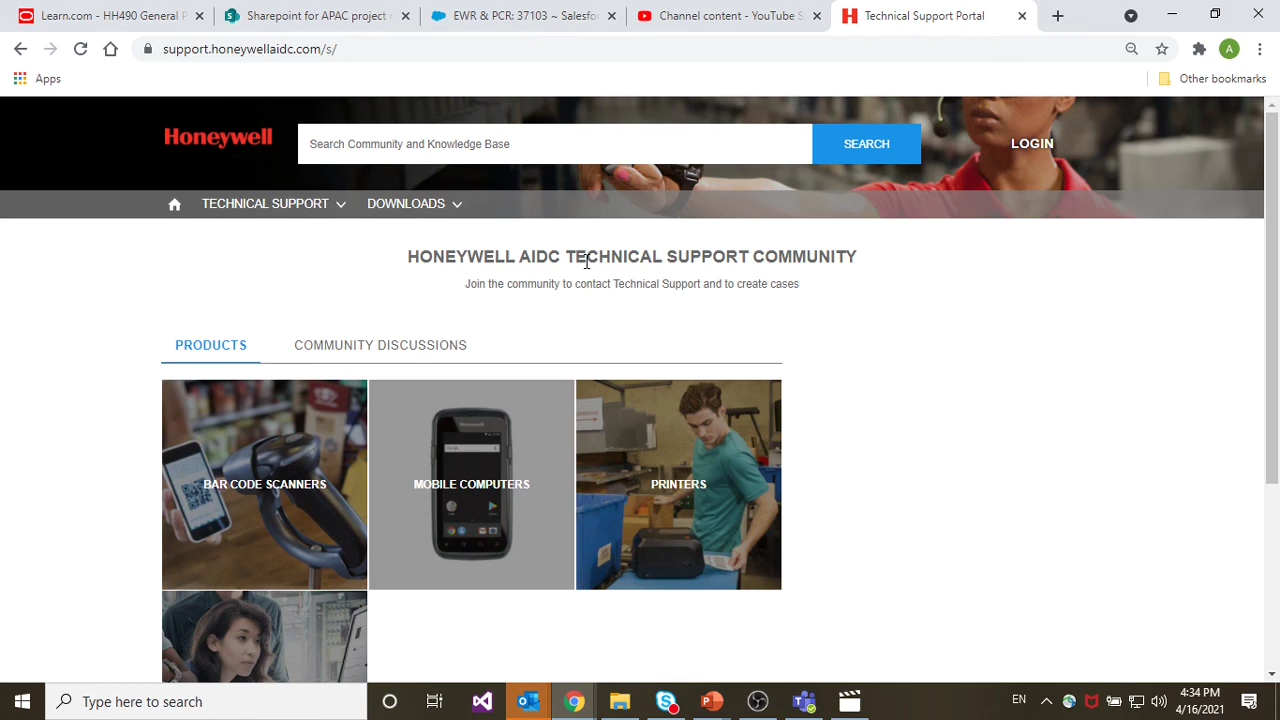 Learn.com - HH490 General P
Sharepoint for APAC project r
EWR & PCR: 37103 ~ Salesfo
Channel content - YouTube S
Technical Support Portal
support.honeywellaidc.com/s/
A
Apps
Other bookmarks
Honeywell
Search Community and Knowledge Base
SEARCH
LOGIN
TECHNICAL SUPPORT
DOWNLOADS
HONEYWELL AIDC TECHNICAL SUPPORT COMMUNITY
Join the community to contact Technical Support and to create cases
PRODUCTS
COMMUNITY DISCUSSIONS
Honeywell
BAR CODE SCANNERS
MOBILE COMPUTERS
PRINTERS
Type here to search
EN
4:34 PM
4/16/2021